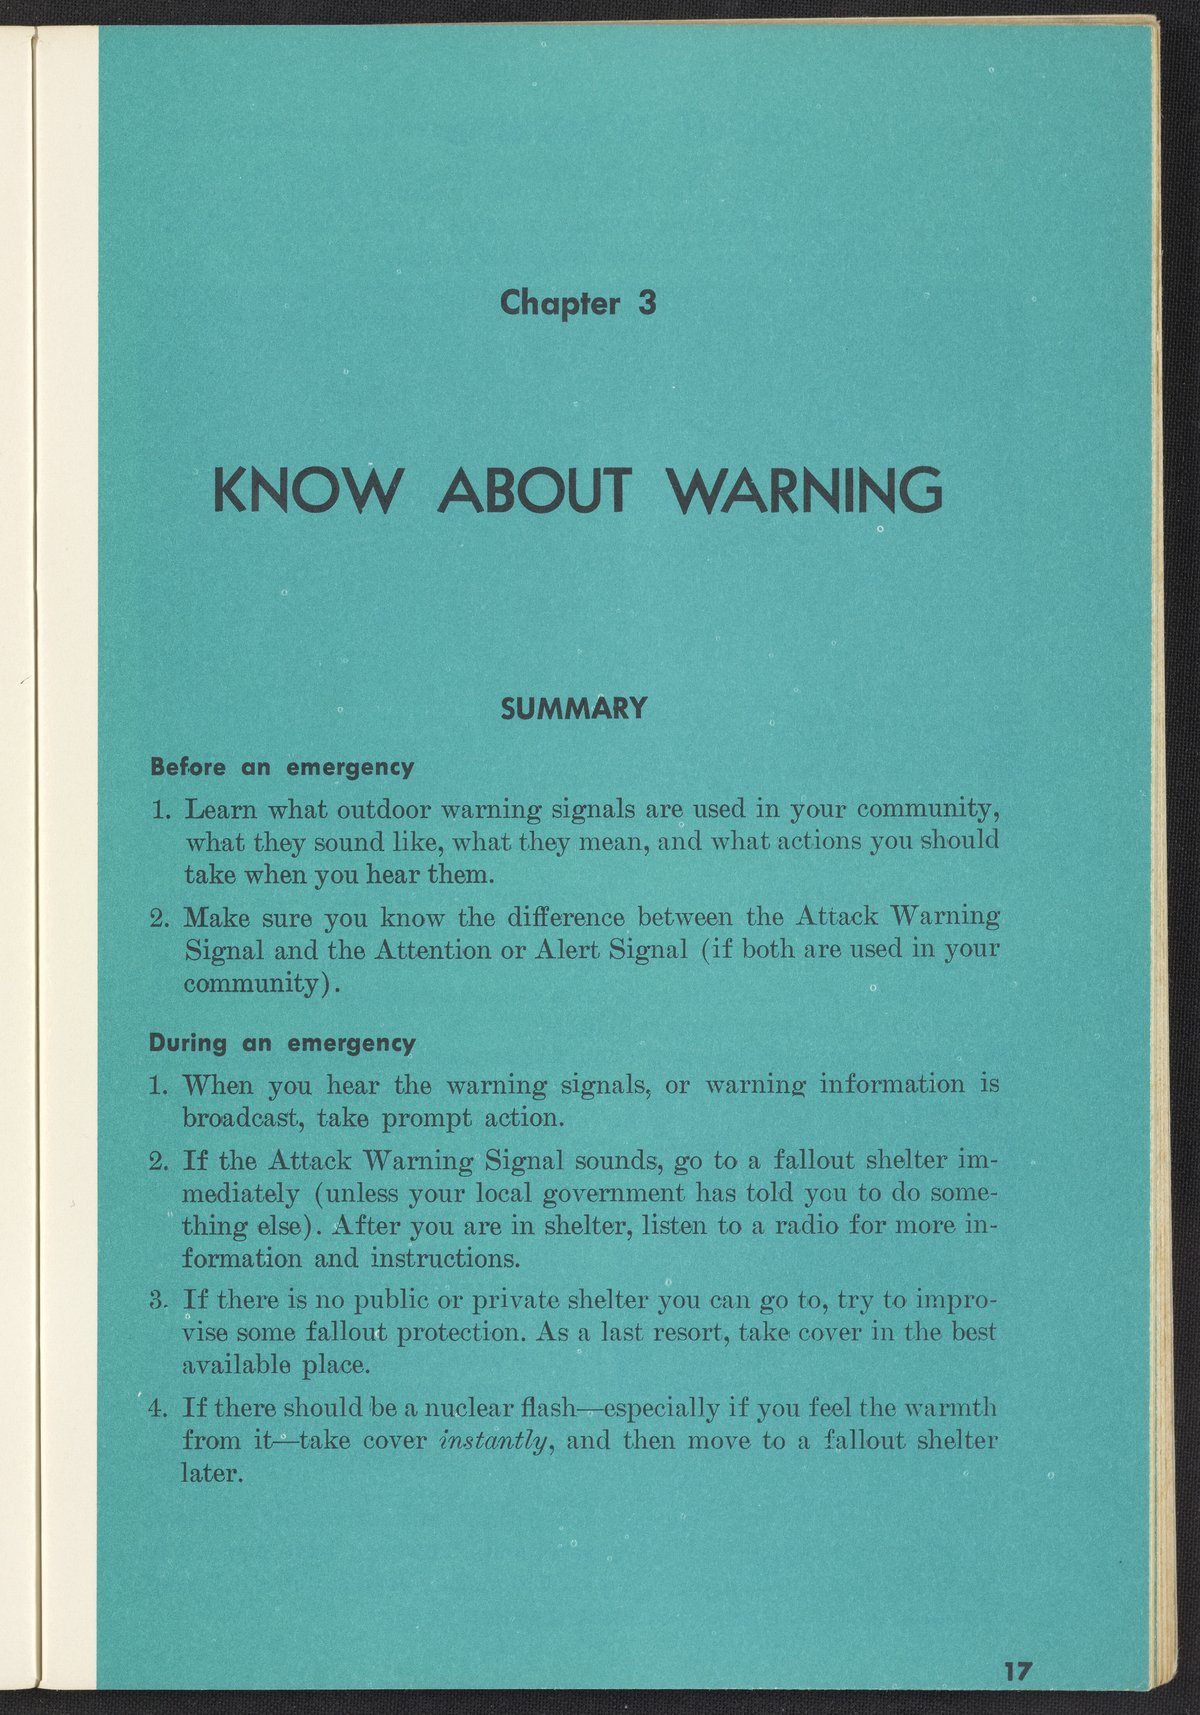 Chapter 3
KNOW ABOUT WARNING
SUMMARY
Before an emergency
1. Learn what outdoor warning signals are used in your community,
what they sound like, what they mean, and what actions you should
take when you hear them.
2. Make sure you know the difference between the Attack Warning
Signal and the Attention or Alert Signal (if both are used in your
community).
During an emergency
1. When you hear the warning signals, or warning information is
broadcast, take prompt action.
2. If the Attack Warning Signal sounds, go to a fallout shelter im-
mediately (unless your local government has told you to do some-
thing else). After you are in shelter, listen to a radio for more in-
formation and instructions.
3. If there is no public or private shelter you can go to, try to impro-
vise some fallout protection. As a last resort, take cover in the best
available place.
4. If there should be a nuclear flash—especially if you feel the warmth
from it—take cover instantly, and then move to a fallout shelter
later.
17